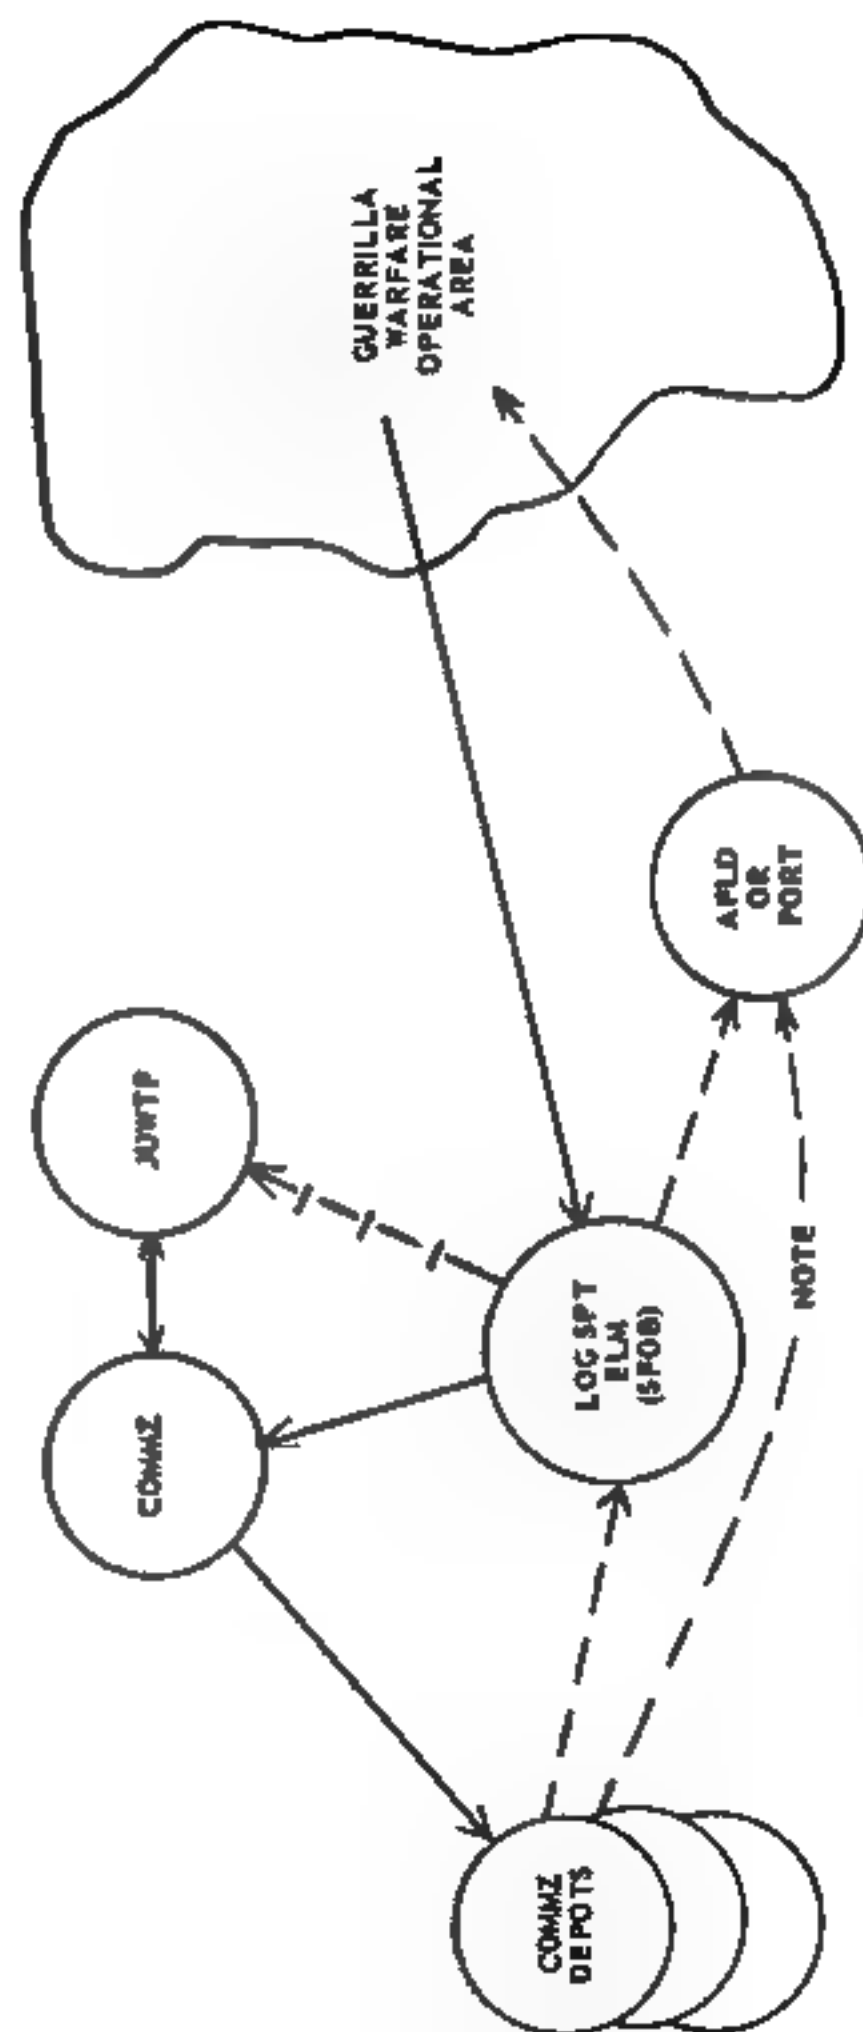 GUERRILLA
WARFARE
OPERATIONAL
AREA
JUWTF
COMMZ
LOG SPT
ELM
(SFOB)
AFLD
OR
PORT
NOTE
COMMZ
DEPOTS